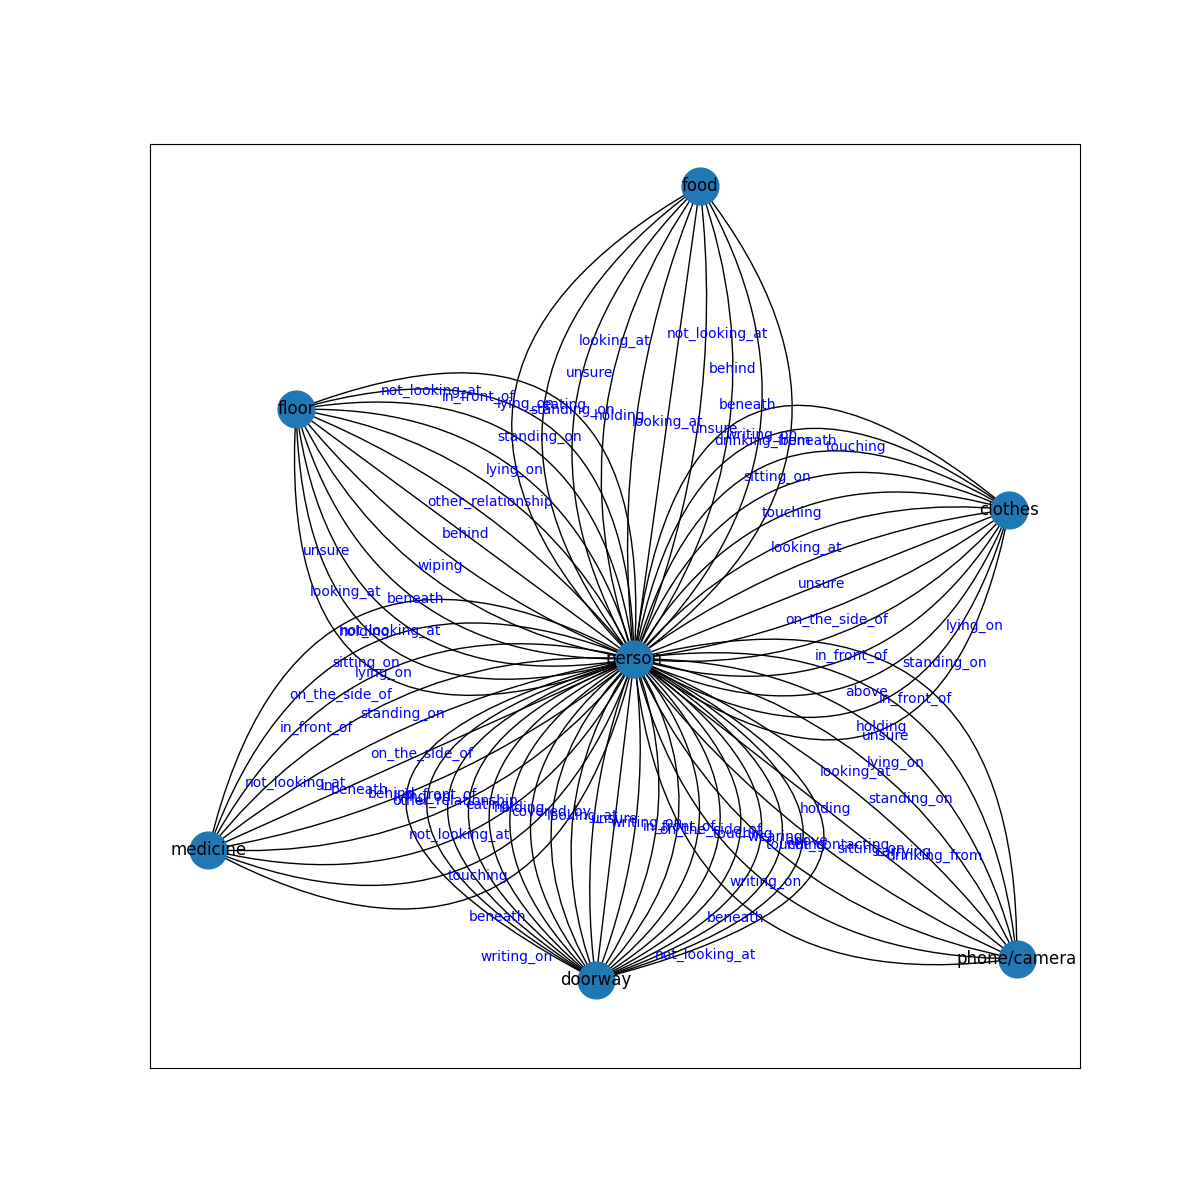 food
looking_at
not_looking_at
unsure
behind
not_looking_at
in_front_of
lying_on
eating
standing_on
holding
looking_at
unsure
beneath
writing_on
drinking_from
beneath
touching
floor
standing_on
lying_on
sitting_on
other_relationship
touching
clothes
behind
looking_at
unsure
wiping
unsure
looking_at
beneath
on_the_side_of
lying_on
holding
not_looking_at
person
in_front_of
sitting_on
lying_on
standing_on
on_the_side_of
above
in_front_of
in_front_of
standing_on
holding
unsure
on_the_side_of
lying_on
looking_at
not_looking_at
in
beneath
behind
in_front_of
other_relationship
eating
holding
covered_by
looking_at
unsure
writing_on
in_front_of
on_the_side_of
touching
wearing
above
holding
standing_on
not_looking_at
touching
not_contacting
sitting_on
carrying
drinking_from
medicine
touching
writing_on
beneath
beneath
writing_on
not_looking_at
doorway
phone/camera